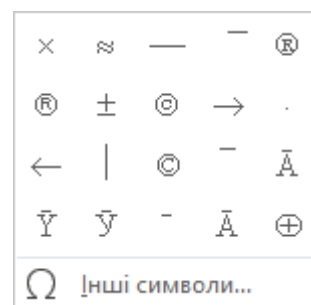 × ≈ — ¯ ®
® ± © → ·
← | © ¯ Ā
Ȳ ȳ ˉ Ā ⊕
Ω Інші символи...